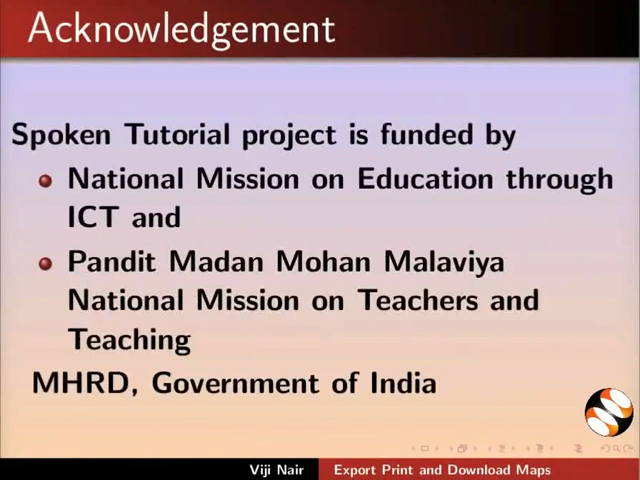 Acknowledgement
Spoken Tutorial project is funded by
National Mission on Education through
ICT and
Pandit Madan Mohan Malaviya
National Mission on Teachers and
Teaching
MHRD, Government of India
Viji Nair Export Print and Download Maps